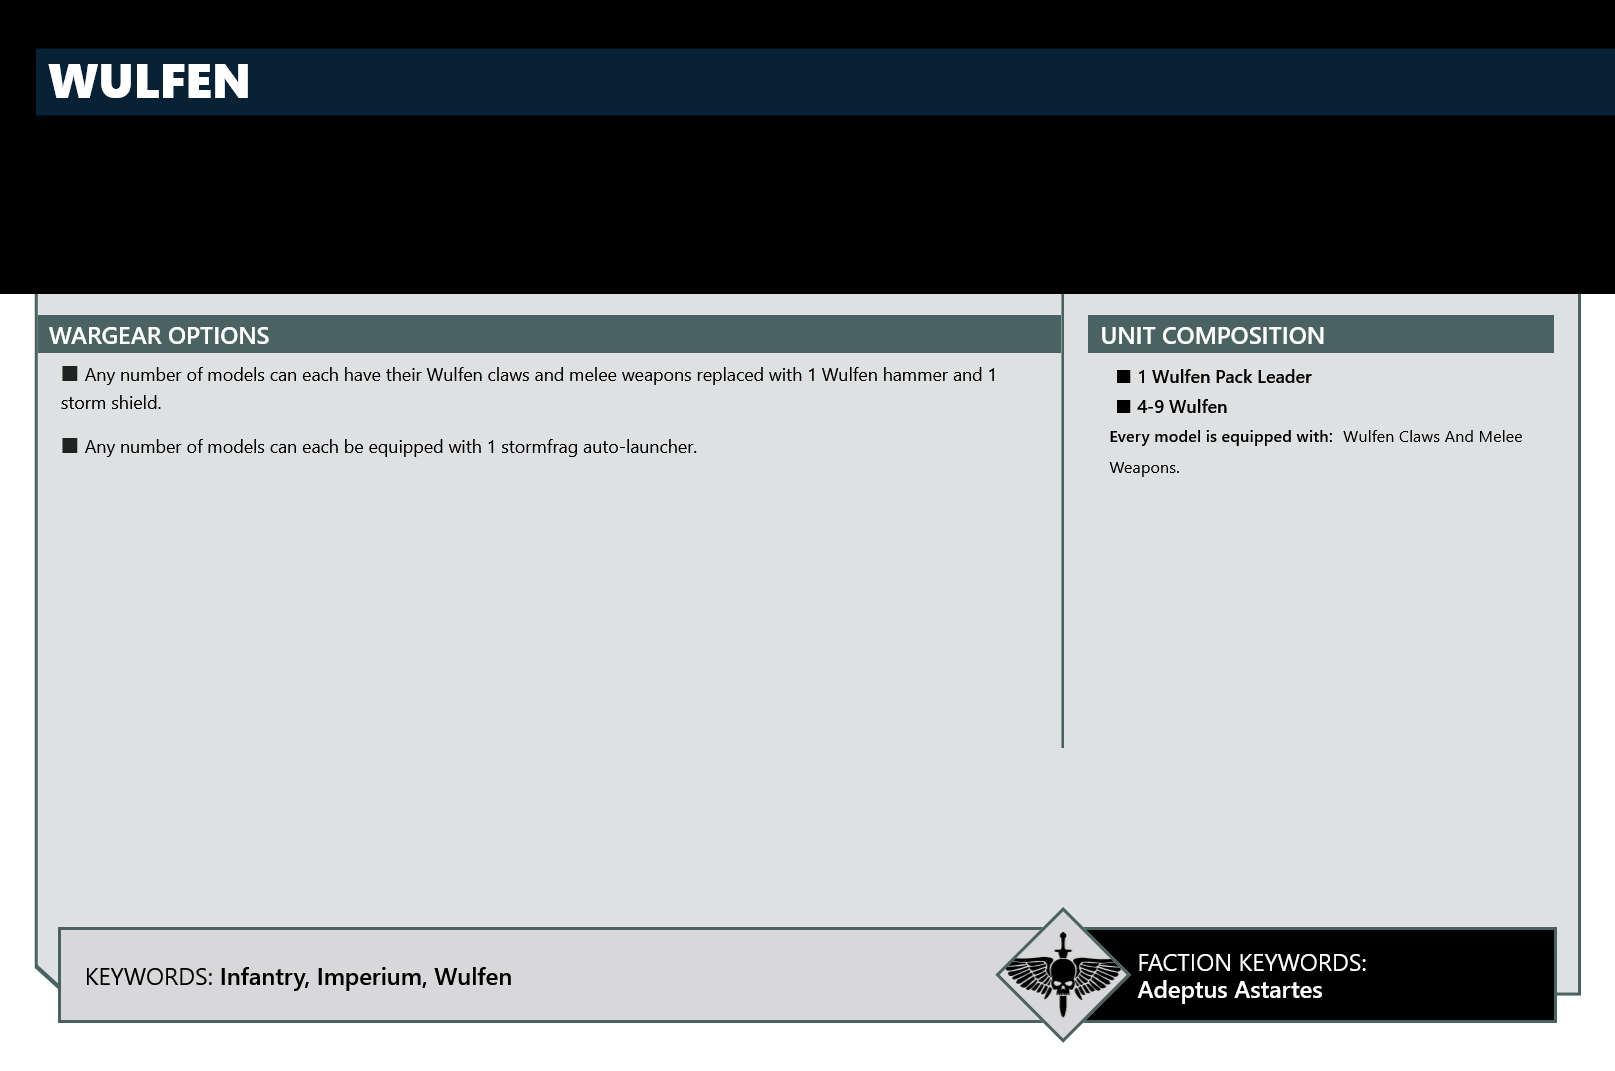 WULFEN
WARGEAR OPTIONS
■ Any number of models can each have their Wulfen claws and melee weapons replaced with 1 Wulfen hammer and 1
storm shield.
■ Any number of models can each be equipped with 1 stormfrag auto-launcher.
UNIT COMPOSITION
■ 1 Wulfen Pack Leader
■ 4-9 Wulfen
Every model is equipped with: Wulfen Claws And Melee
Weapons.
KEYWORDS: Infantry, Imperium, Wulfen
FACTION KEYWORDS:
Adeptus Astartes